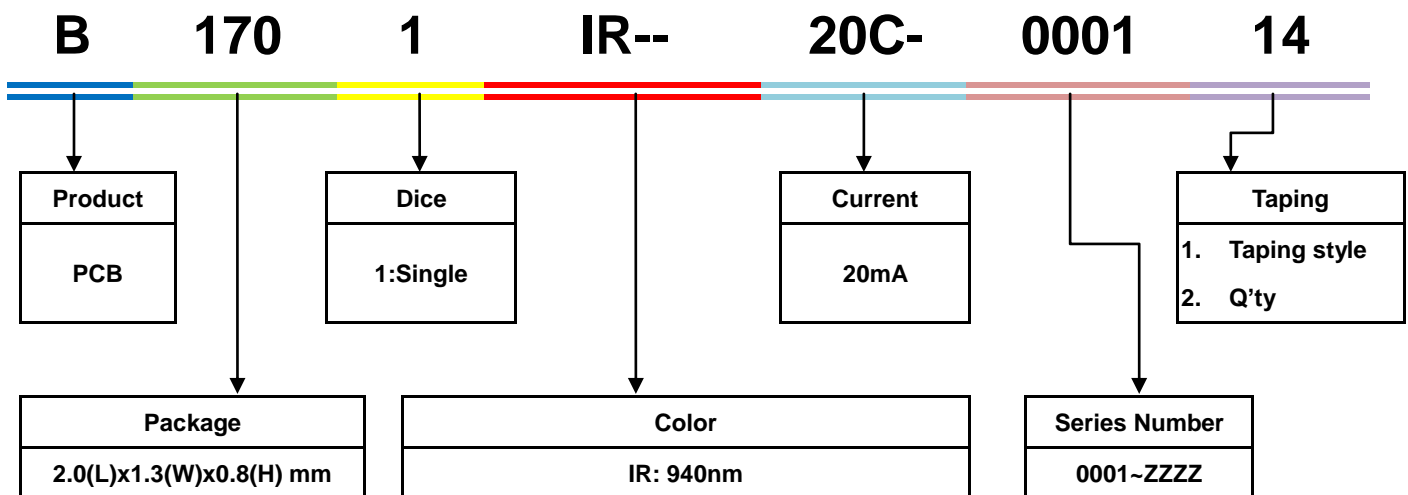 B 170 1 IR-- 20C- 0001 14
Product Dice Current Taping
PCB 1:Single 20mA 1. Taping style
2. Q’ty
Package Color Series Number
2.0(L)x1.3(W)x0.8(H) mm IR: 940nm 0001~ZZZZ